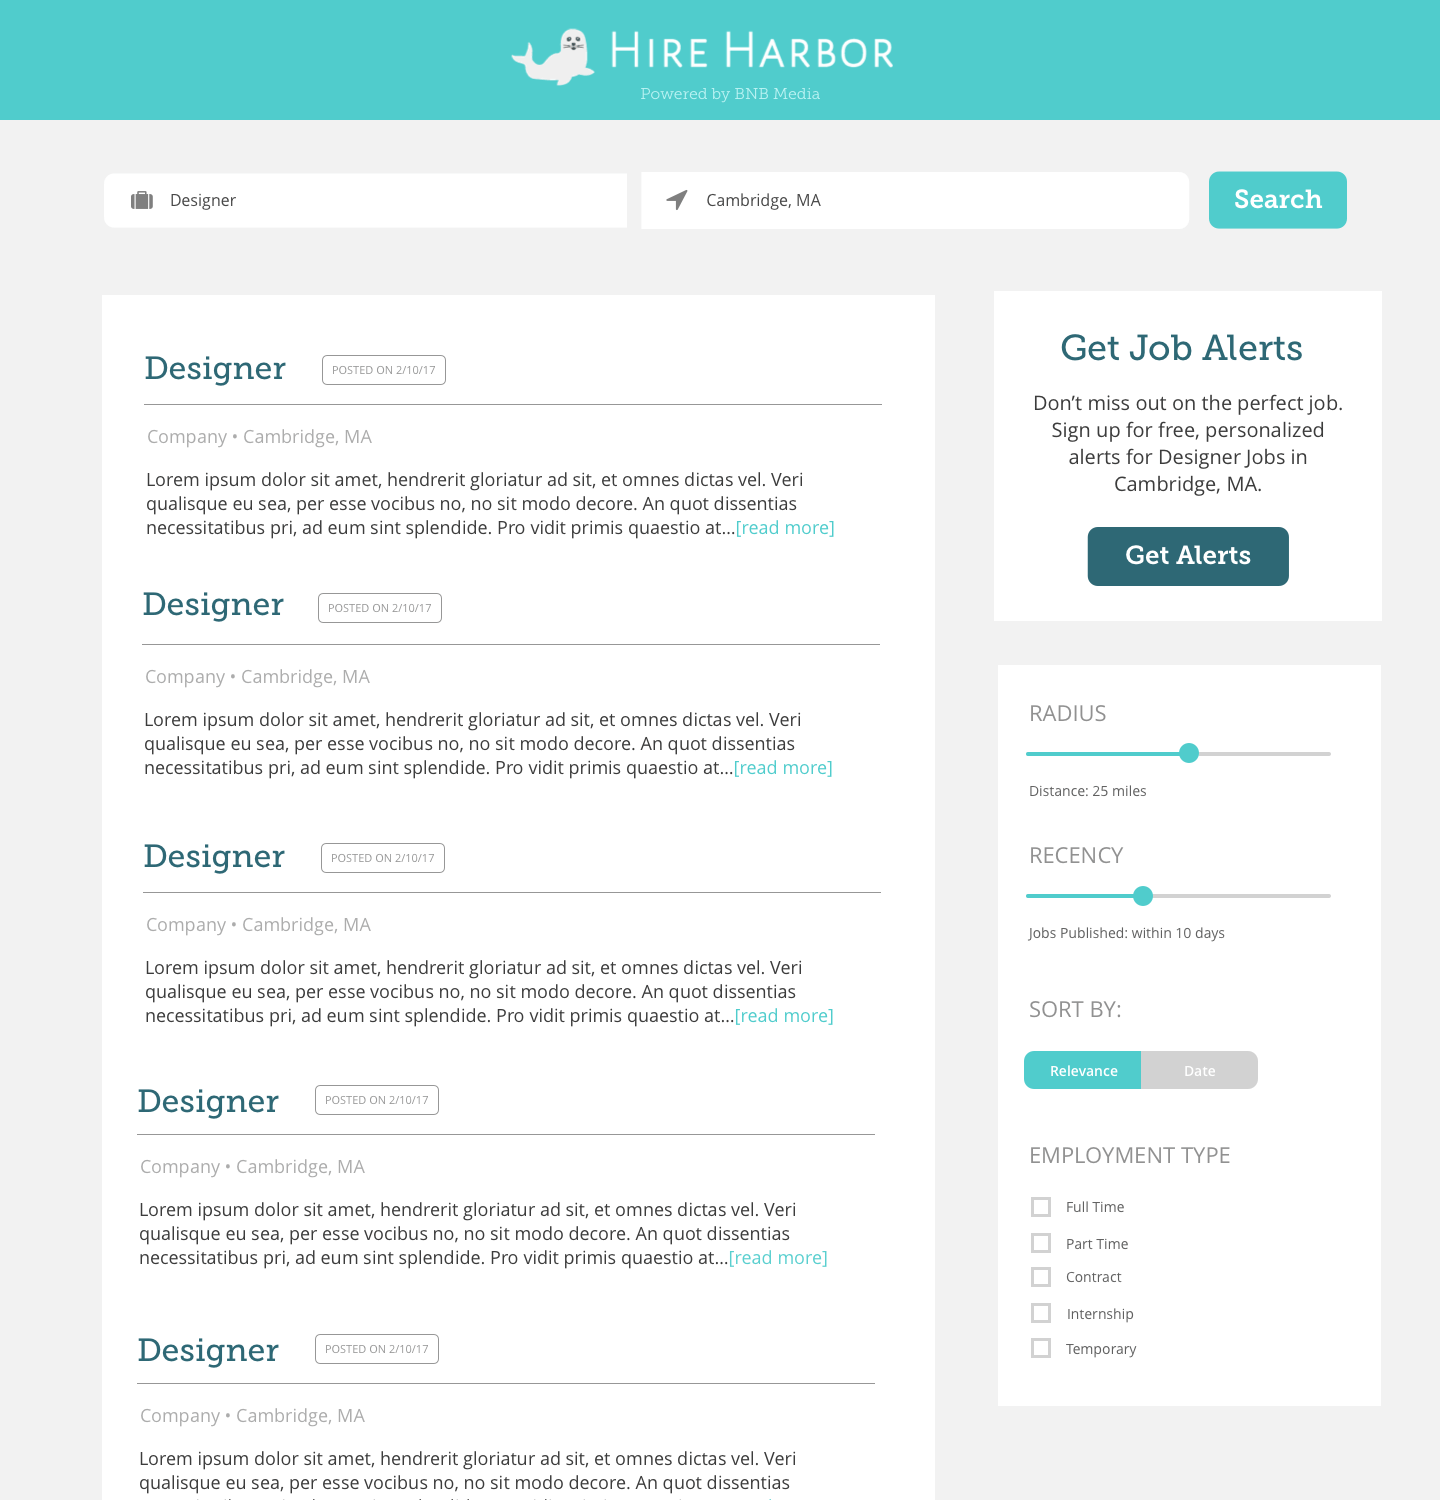 HIRE HARBOR
Powered by BNB Media
Designer
Cambridge, MA
Search
Designer
POSTED ON 2/10/17
Company • Cambridge, MA
Lorem ipsum dolor sit amet, hendrerit gloriatur ad sit, et omnes dictas vel. Veri
qualisque eu sea, per esse vocibus no, no sit modo decore. An quot dissentias
necessitatibus pri, ad eum sint splendide. Pro vidit primis quaestio at...[read more]
Designer
POSTED ON 2/10/17
Company • Cambridge, MA
Lorem ipsum dolor sit amet, hendrerit gloriatur ad sit, et omnes dictas vel. Veri
qualisque eu sea, per esse vocibus no, no sit modo decore. An quot dissentias
necessitatibus pri, ad eum sint splendide. Pro vidit primis quaestio at...[read more]
Designer
POSTED ON 2/10/17
Company • Cambridge, MA
Lorem ipsum dolor sit amet, hendrerit gloriatur ad sit, et omnes dictas vel. Veri
qualisque eu sea, per esse vocibus no, no sit modo decore. An quot dissentias
necessitatibus pri, ad eum sint splendide. Pro vidit primis quaestio at...[read more]
Designer
POSTED ON 2/10/17
Company • Cambridge, MA
Lorem ipsum dolor sit amet, hendrerit gloriatur ad sit, et omnes dictas vel. Veri
qualisque eu sea, per esse vocibus no, no sit modo decore. An quot dissentias
necessitatibus pri, ad eum sint splendide. Pro vidit primis quaestio at...[read more]
Designer
POSTED ON 2/10/17
Company • Cambridge, MA
Lorem ipsum dolor sit amet, hendrerit gloriatur ad sit, et omnes dictas vel. Veri
qualisque eu sea, per esse vocibus no, no sit modo decore. An quot dissentias
Get Job Alerts
Don't miss out on the perfect job.
Sign up for free, personalized
alerts for Designer Jobs in
Cambridge, MA.
Get Alerts
RADIUS
Distance: 25 miles
RECENCY
Jobs Published: within 10 days
SORT BY:
Relevance
Date
EMPLOYMENT TYPE
Full Time
Part Time
Contract
Internship
Temporary